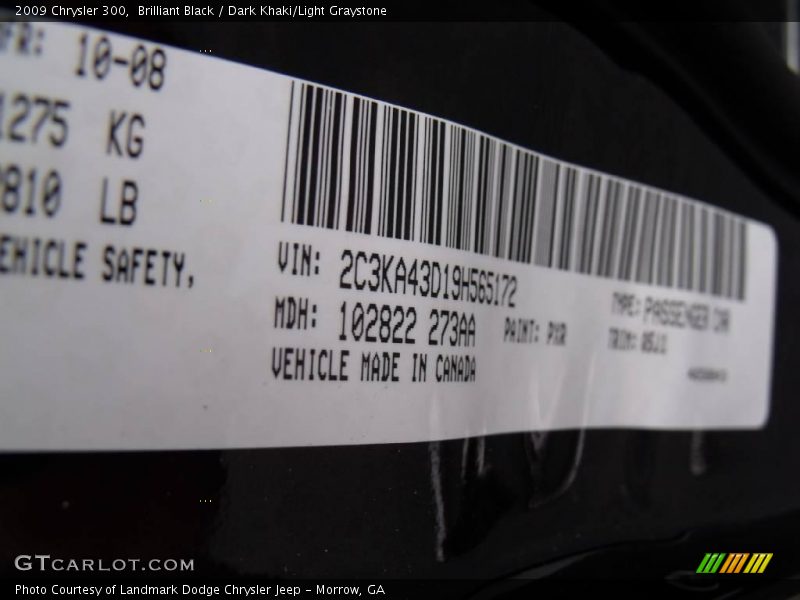 2009 Chrysler 300,  Brilliant Black / Dark Khaki/Light Graystone
FR: 10-08
1275 KG
810 LB
EHICLE SAFETY,
VIN: 2C3KA43D19H565172
MDH: 102822 273AA
PAINT: PXR
TYPE: PASSENGER CAR
TRIM:
VEHICLE MADE IN CANADA
GTCARLOT.COM
Photo Courtesy of Landmark Dodge Chrysler Jeep – Morrow, GA